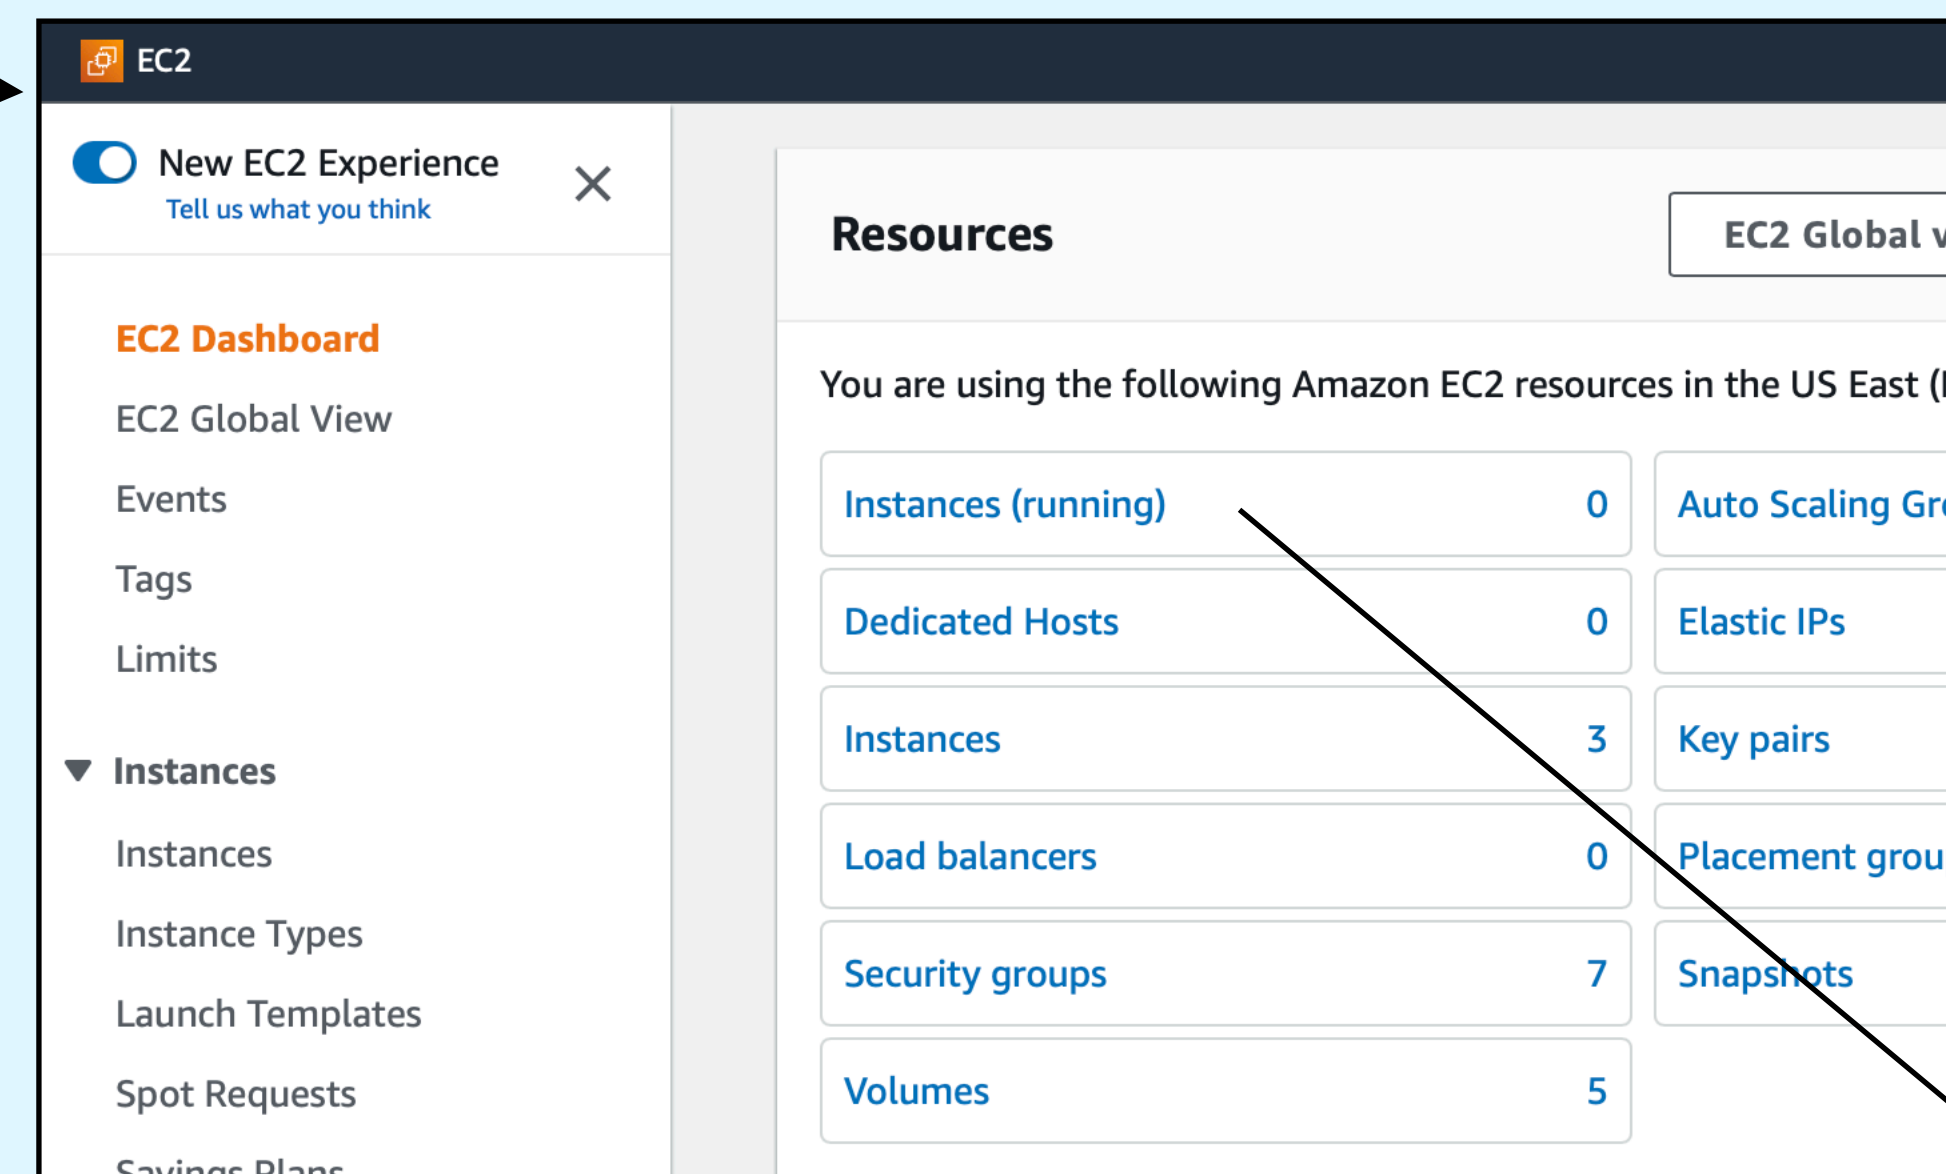 EC2
New EC2 Experience
Tell us what you think
EC2 Dashboard
EC2 Global View
Events
Tags
Limits
Instances
Instances
Instance Types
Launch Templates
Spot Requests
Savings Plans
Resources
EC2 Global
You are using the following Amazon EC2 resources in the US East
Instances (running) 0 Auto Scaling
Dedicated Hosts 0 Elastic IPs
Instances 3 Key pairs
Load balancers 0 Placement
Security groups 7 Snapshots
Volumes 5